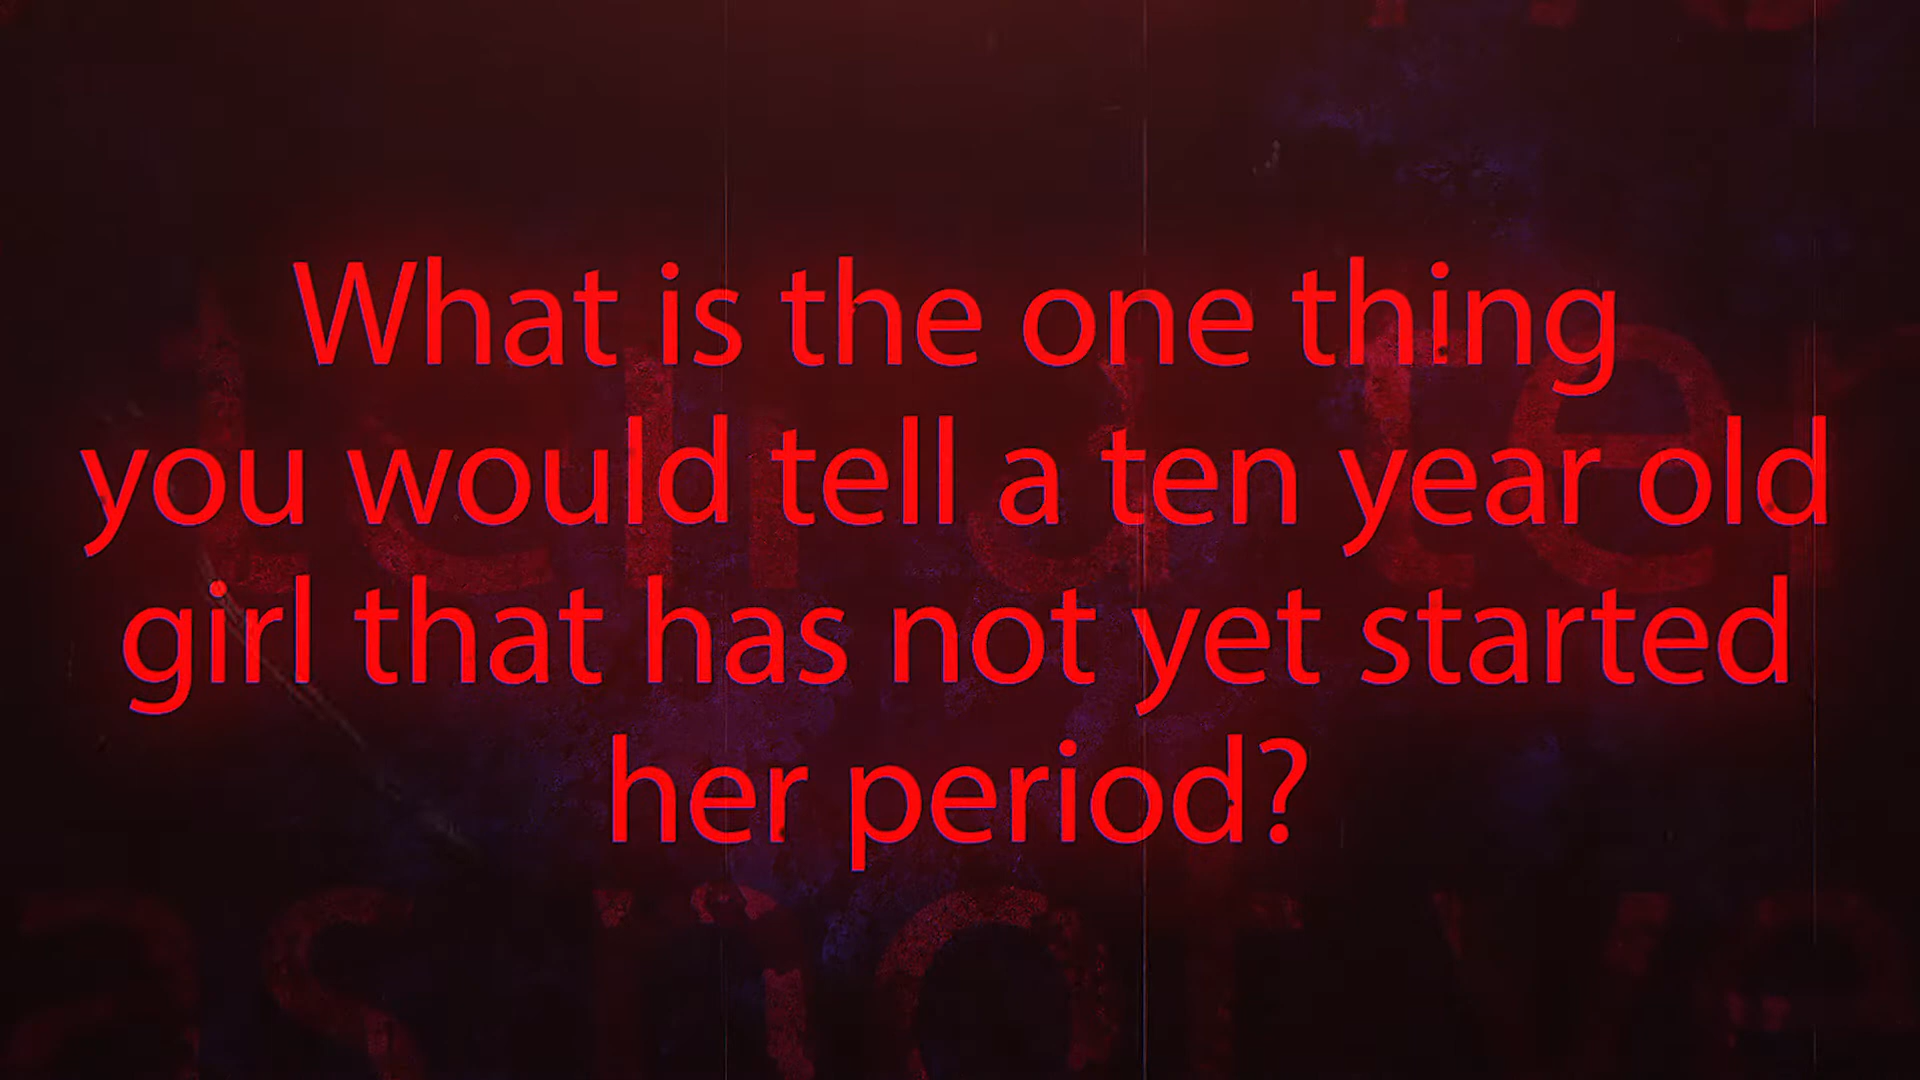 What is the one thing
you would tell a ten year old
girl that has not yet started
her period?